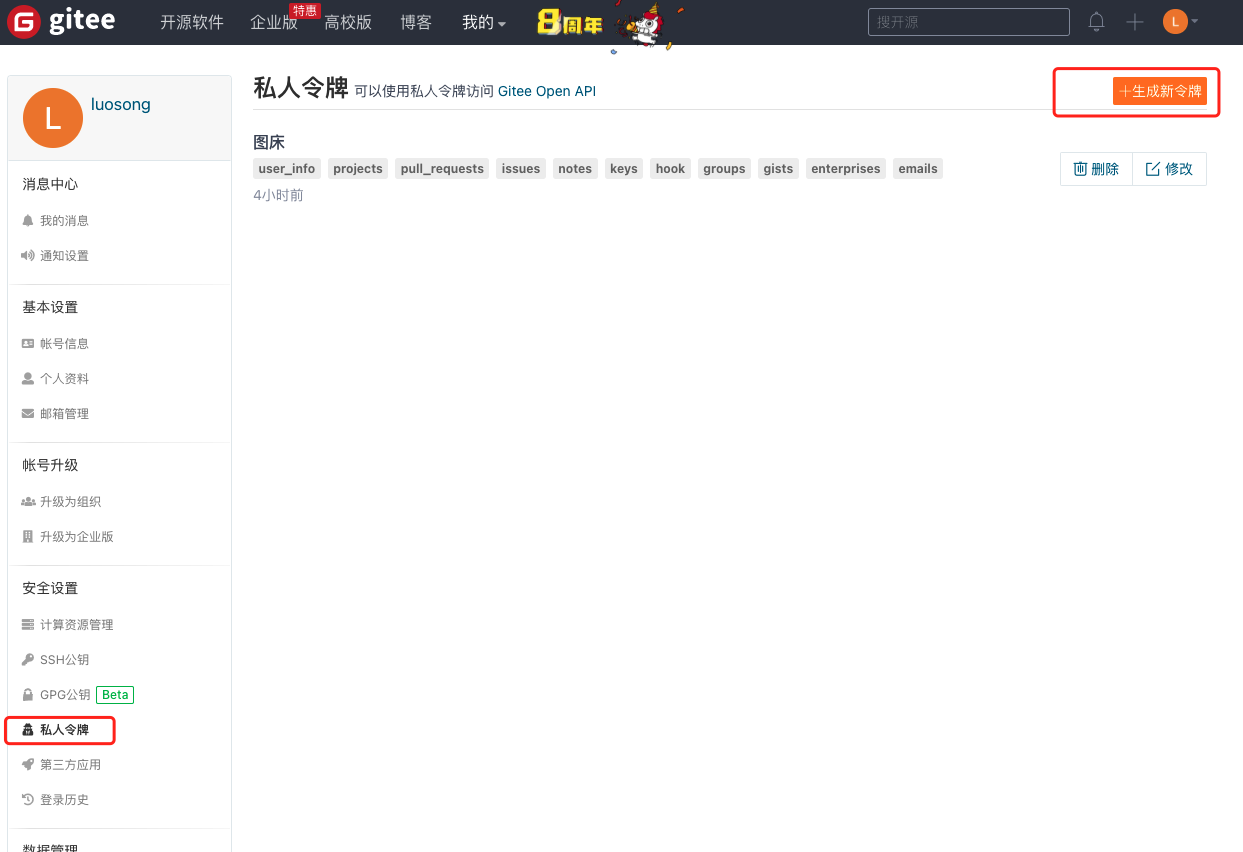 gitee 开源软件 企业版 特惠 高校版 博客 我的 8周年 搜开源 L
L luosong
消息中心
我的消息
通知设置
基本设置
帐号信息
个人资料
邮箱管理
帐号升级
升级为组织
升级为企业版
安全设置
计算资源管理
SSH公钥
GPG公钥 Beta
私人令牌
第三方应用
登录历史
数据管理
私人令牌 可以使用私人令牌访问 Gitee Open API
+生成新令牌
图床
user_info projects pull_requests issues notes keys hook groups gists enterprises emails
删除 修改
4小时前